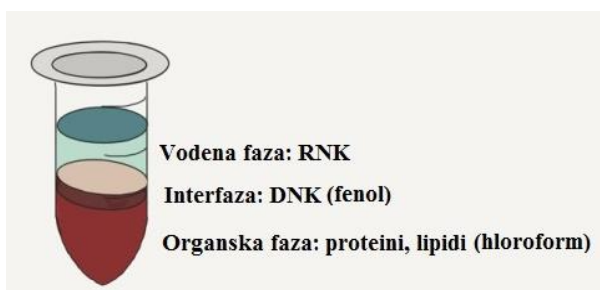 Vodena faza: RNK
Interfaza: DNK (fenol)
Organska faza: proteini, lipidi (hloroform)